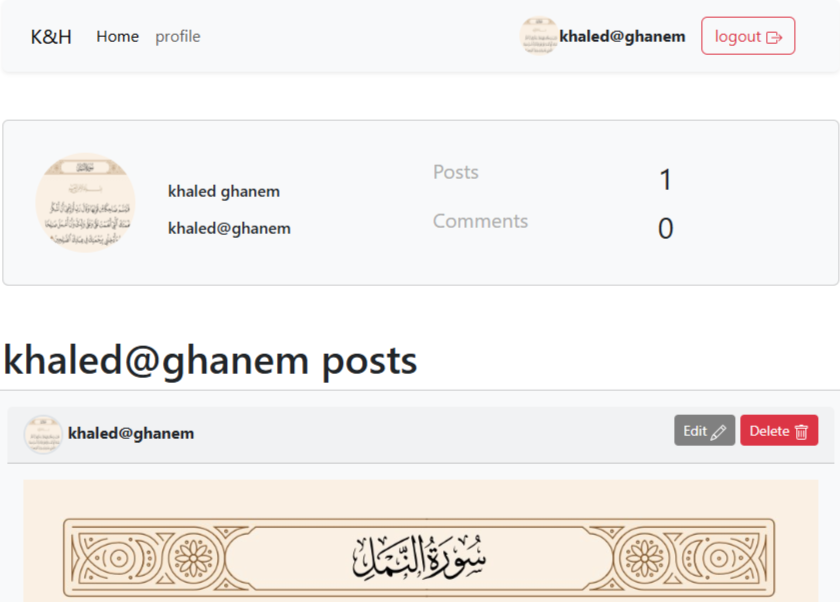 K&H Home profile khaled@ghanem logout
khaled ghanem
khaled@ghanem
Posts 1
Comments 0
khaled@ghanem posts
khaled@ghanem Edit Delete
سُورَةُ النَّمۡلِ